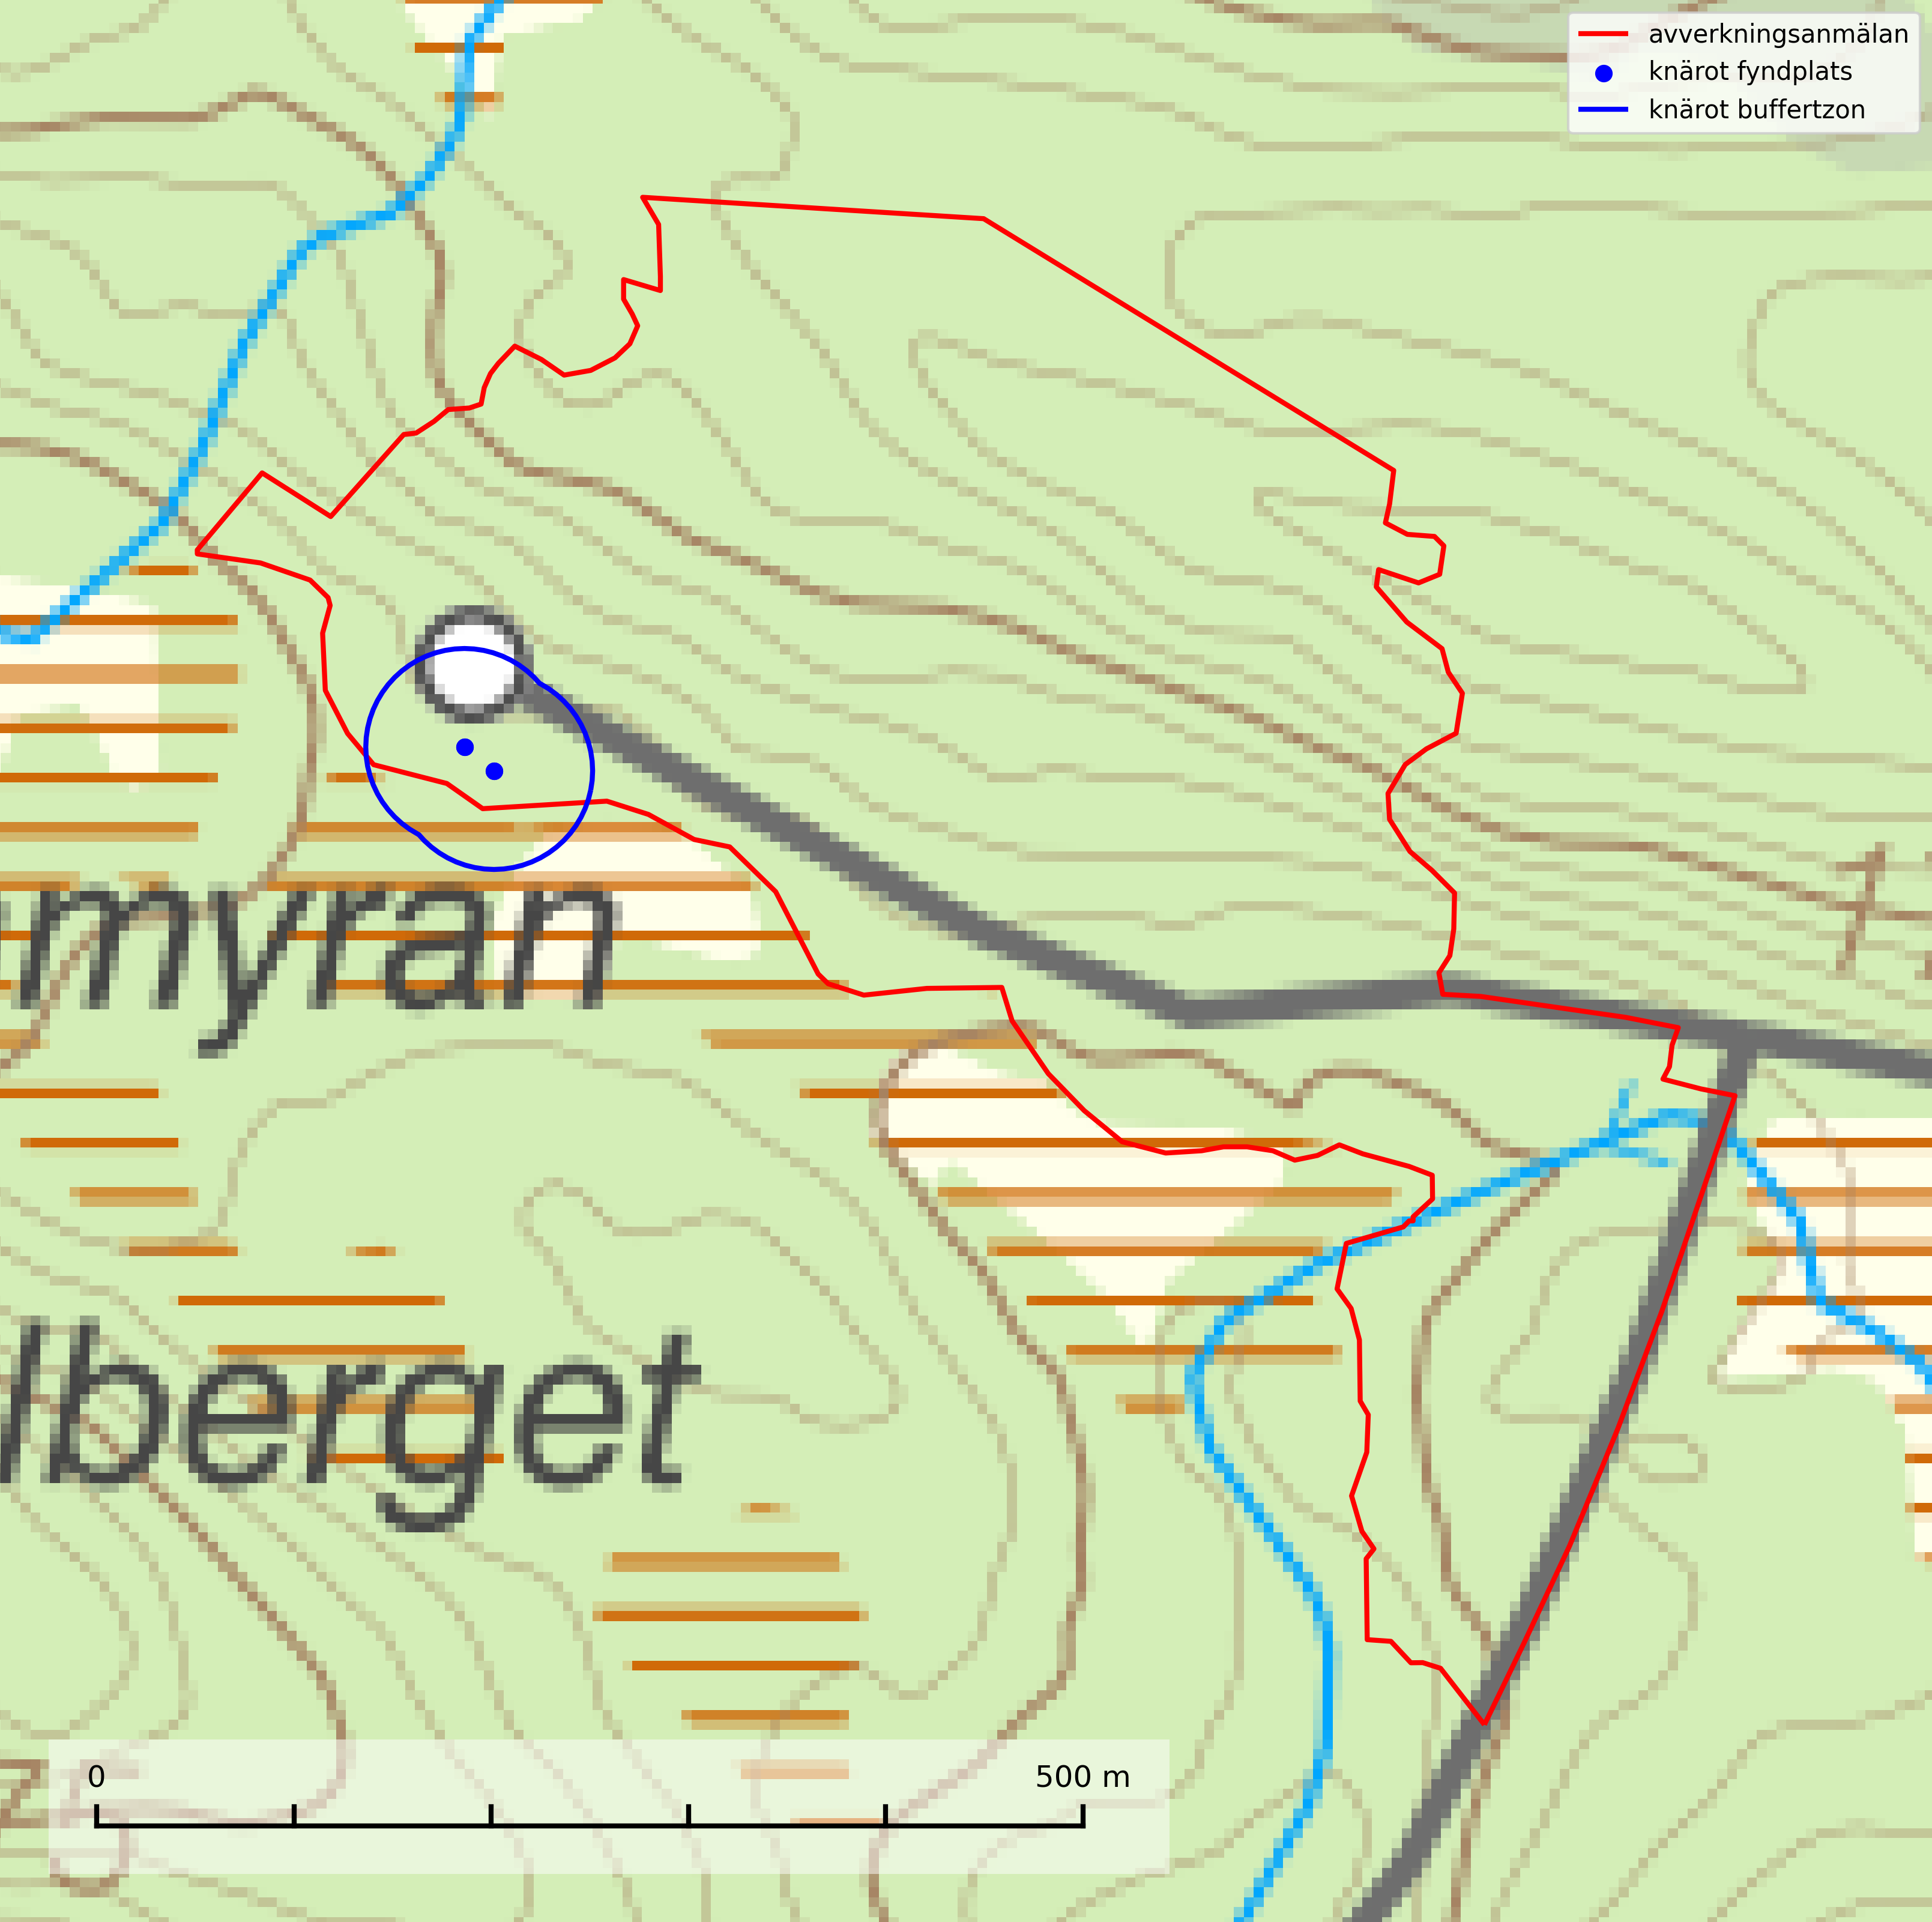 avverkningsanmälan
knärot fyndplats
knärot buffertzon
myran
lberget
0 500 m